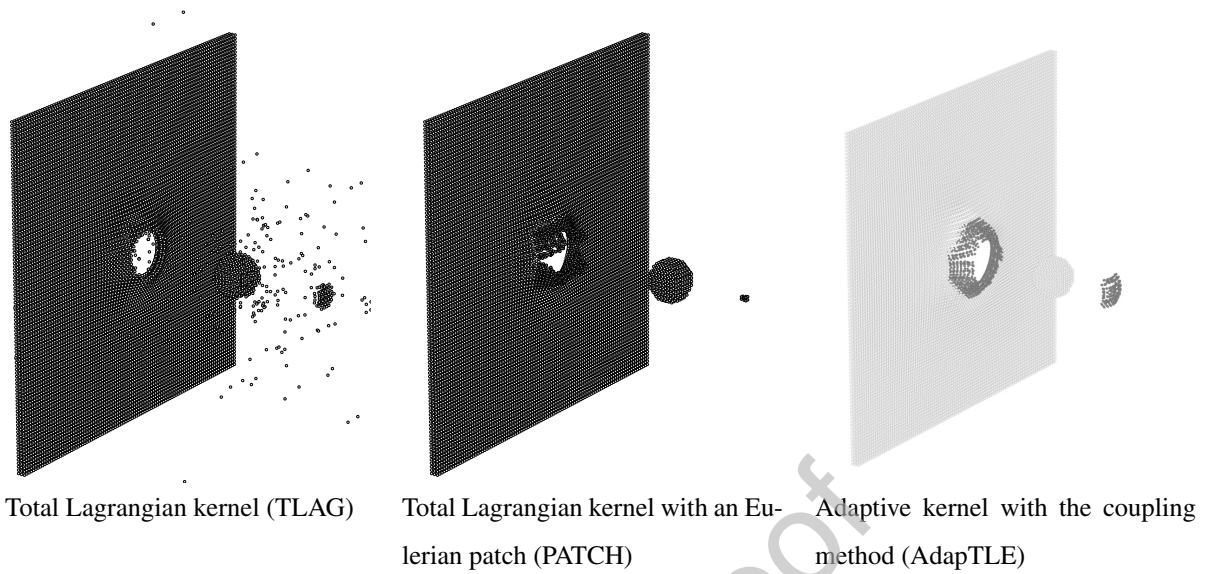 Total Lagrangian kernel (TLAG)
Total Lagrangian kernel with an Eu-
lerian patch (PATCH)
Adaptive kernel with the coupling
method (AdapTLE)